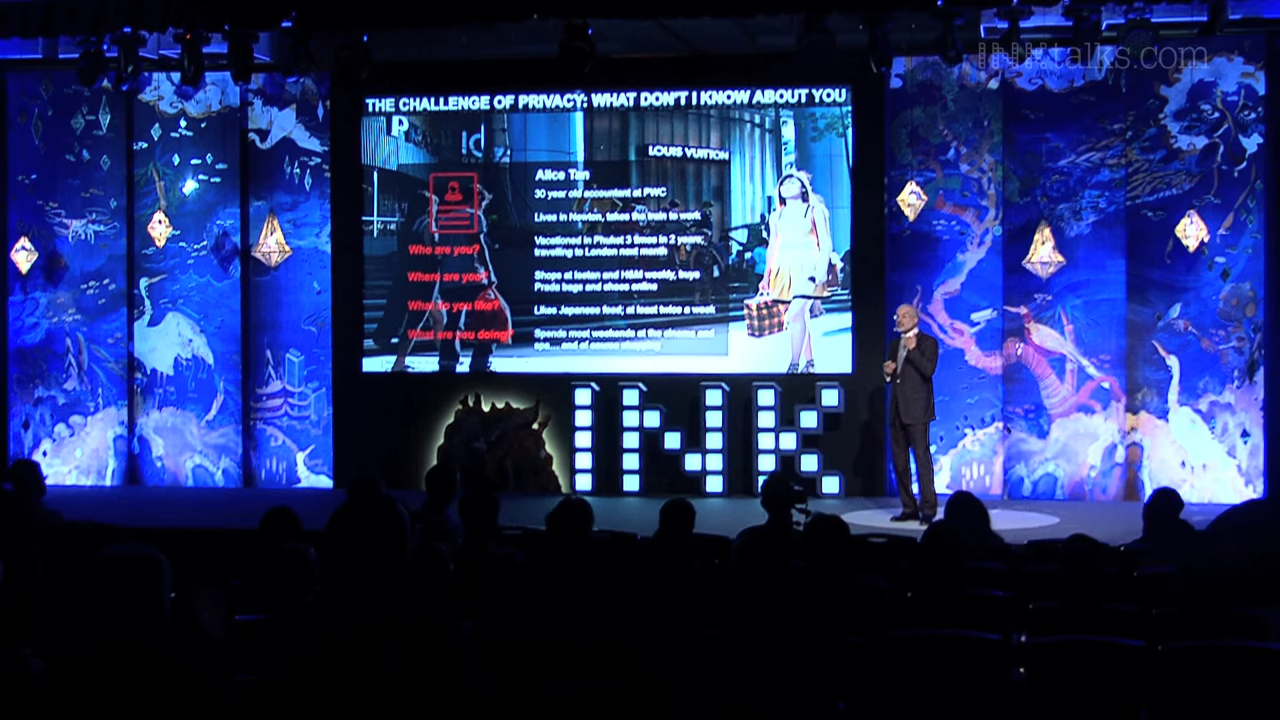 INKtalks.com
THE CHALLENGE OF PRIVACY: WHAT DON'T I KNOW ABOUT YOU
P
LOUIS VUITTON
Alice Tan
30 year old accountant at PWC
Lives in Newton, takes the train to work
Who are you?
Vacationed in Phuket 3 times in 2 years;
travelling to London next month
Where are you?
Shops at Isetan and H&M weekly, buys
Prada bags and shoes online
What do you like?
Likes Japanese food; at least twice a week
What are you doing?
Spends most weekends at the cinema and
spa... and of course shopping
INK